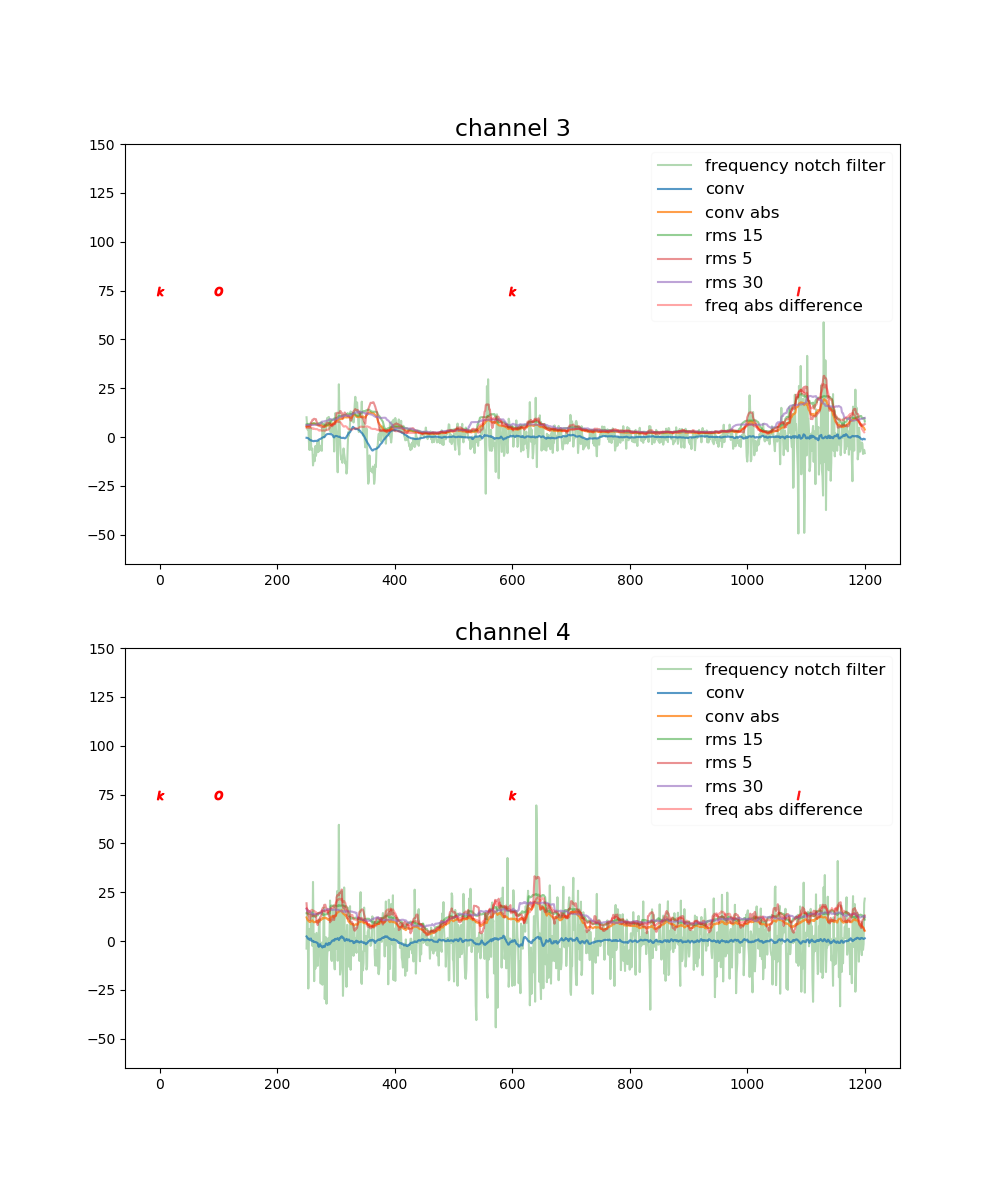 channel 3
150
125
100
75
50
25
0
−25
−50
frequency notch filter
conv
conv abs
rms 15
rms 5
rms 30
freq abs difference
k O k l
0 200 400 600 800 1000 1200
channel 4
150
125
100
75
50
25
0
−25
−50
frequency notch filter
conv
conv abs
rms 15
rms 5
rms 30
freq abs difference
k O k l
0 200 400 600 800 1000 1200